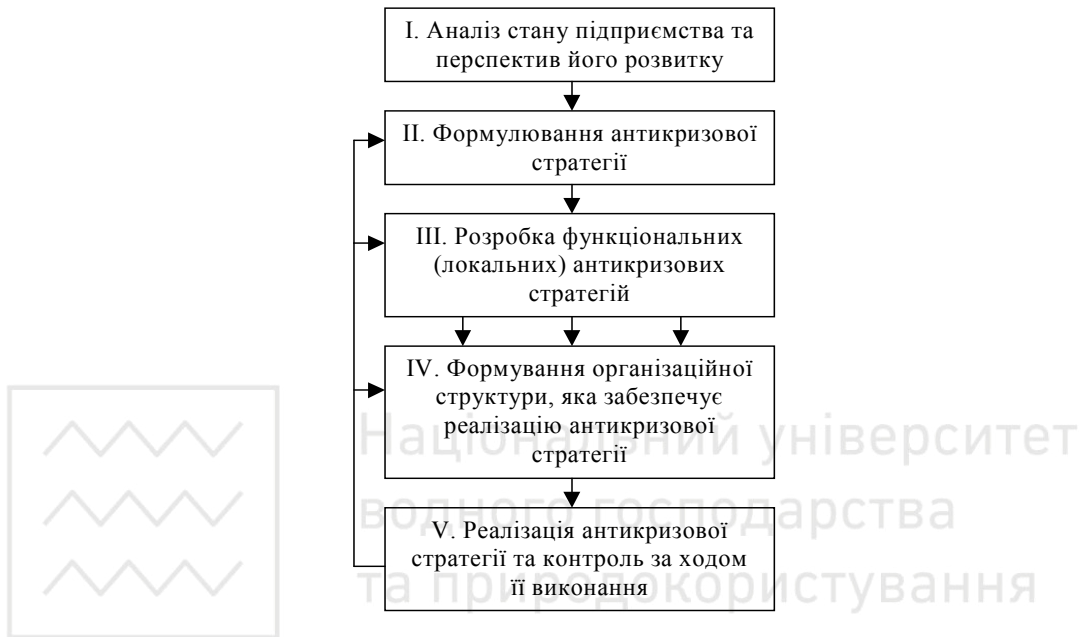 I. Аналіз стану підприємства та
перспектив його розвитку
II. Формулювання антикризової
стратегії
III. Розробка функціональних
(локальних) антикризових
стратегій
IV. Формування організаційної
структури, яка забезпечує
реалізацію антикризової
стратегії
V. Реалізація антикризової
стратегії та контроль за ходом
її виконання
Національний університет
водного господарства
та природокористування